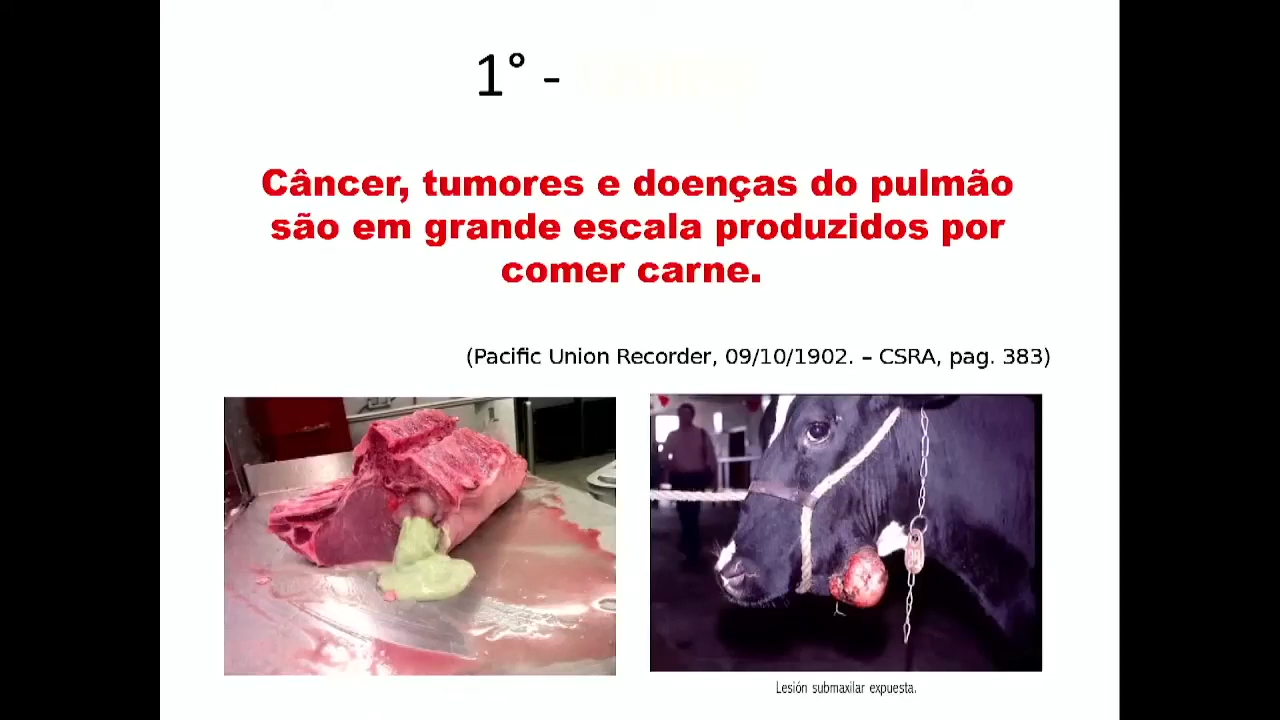 1° -
Câncer, tumores e doenças do pulmão
são em grande escala produzidos por
comer carne.
(Pacific Union Recorder, 09/10/1902. – CSRA, pag. 383)
Lesión submaxilar expuesta.